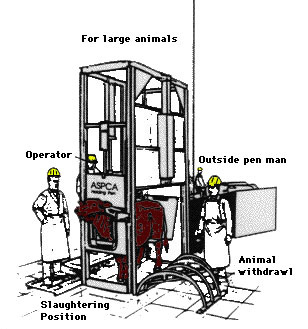 For large animals
Operator
Outside pen man
ASPCA
Animal
withdrawl
Slaughtering
Position